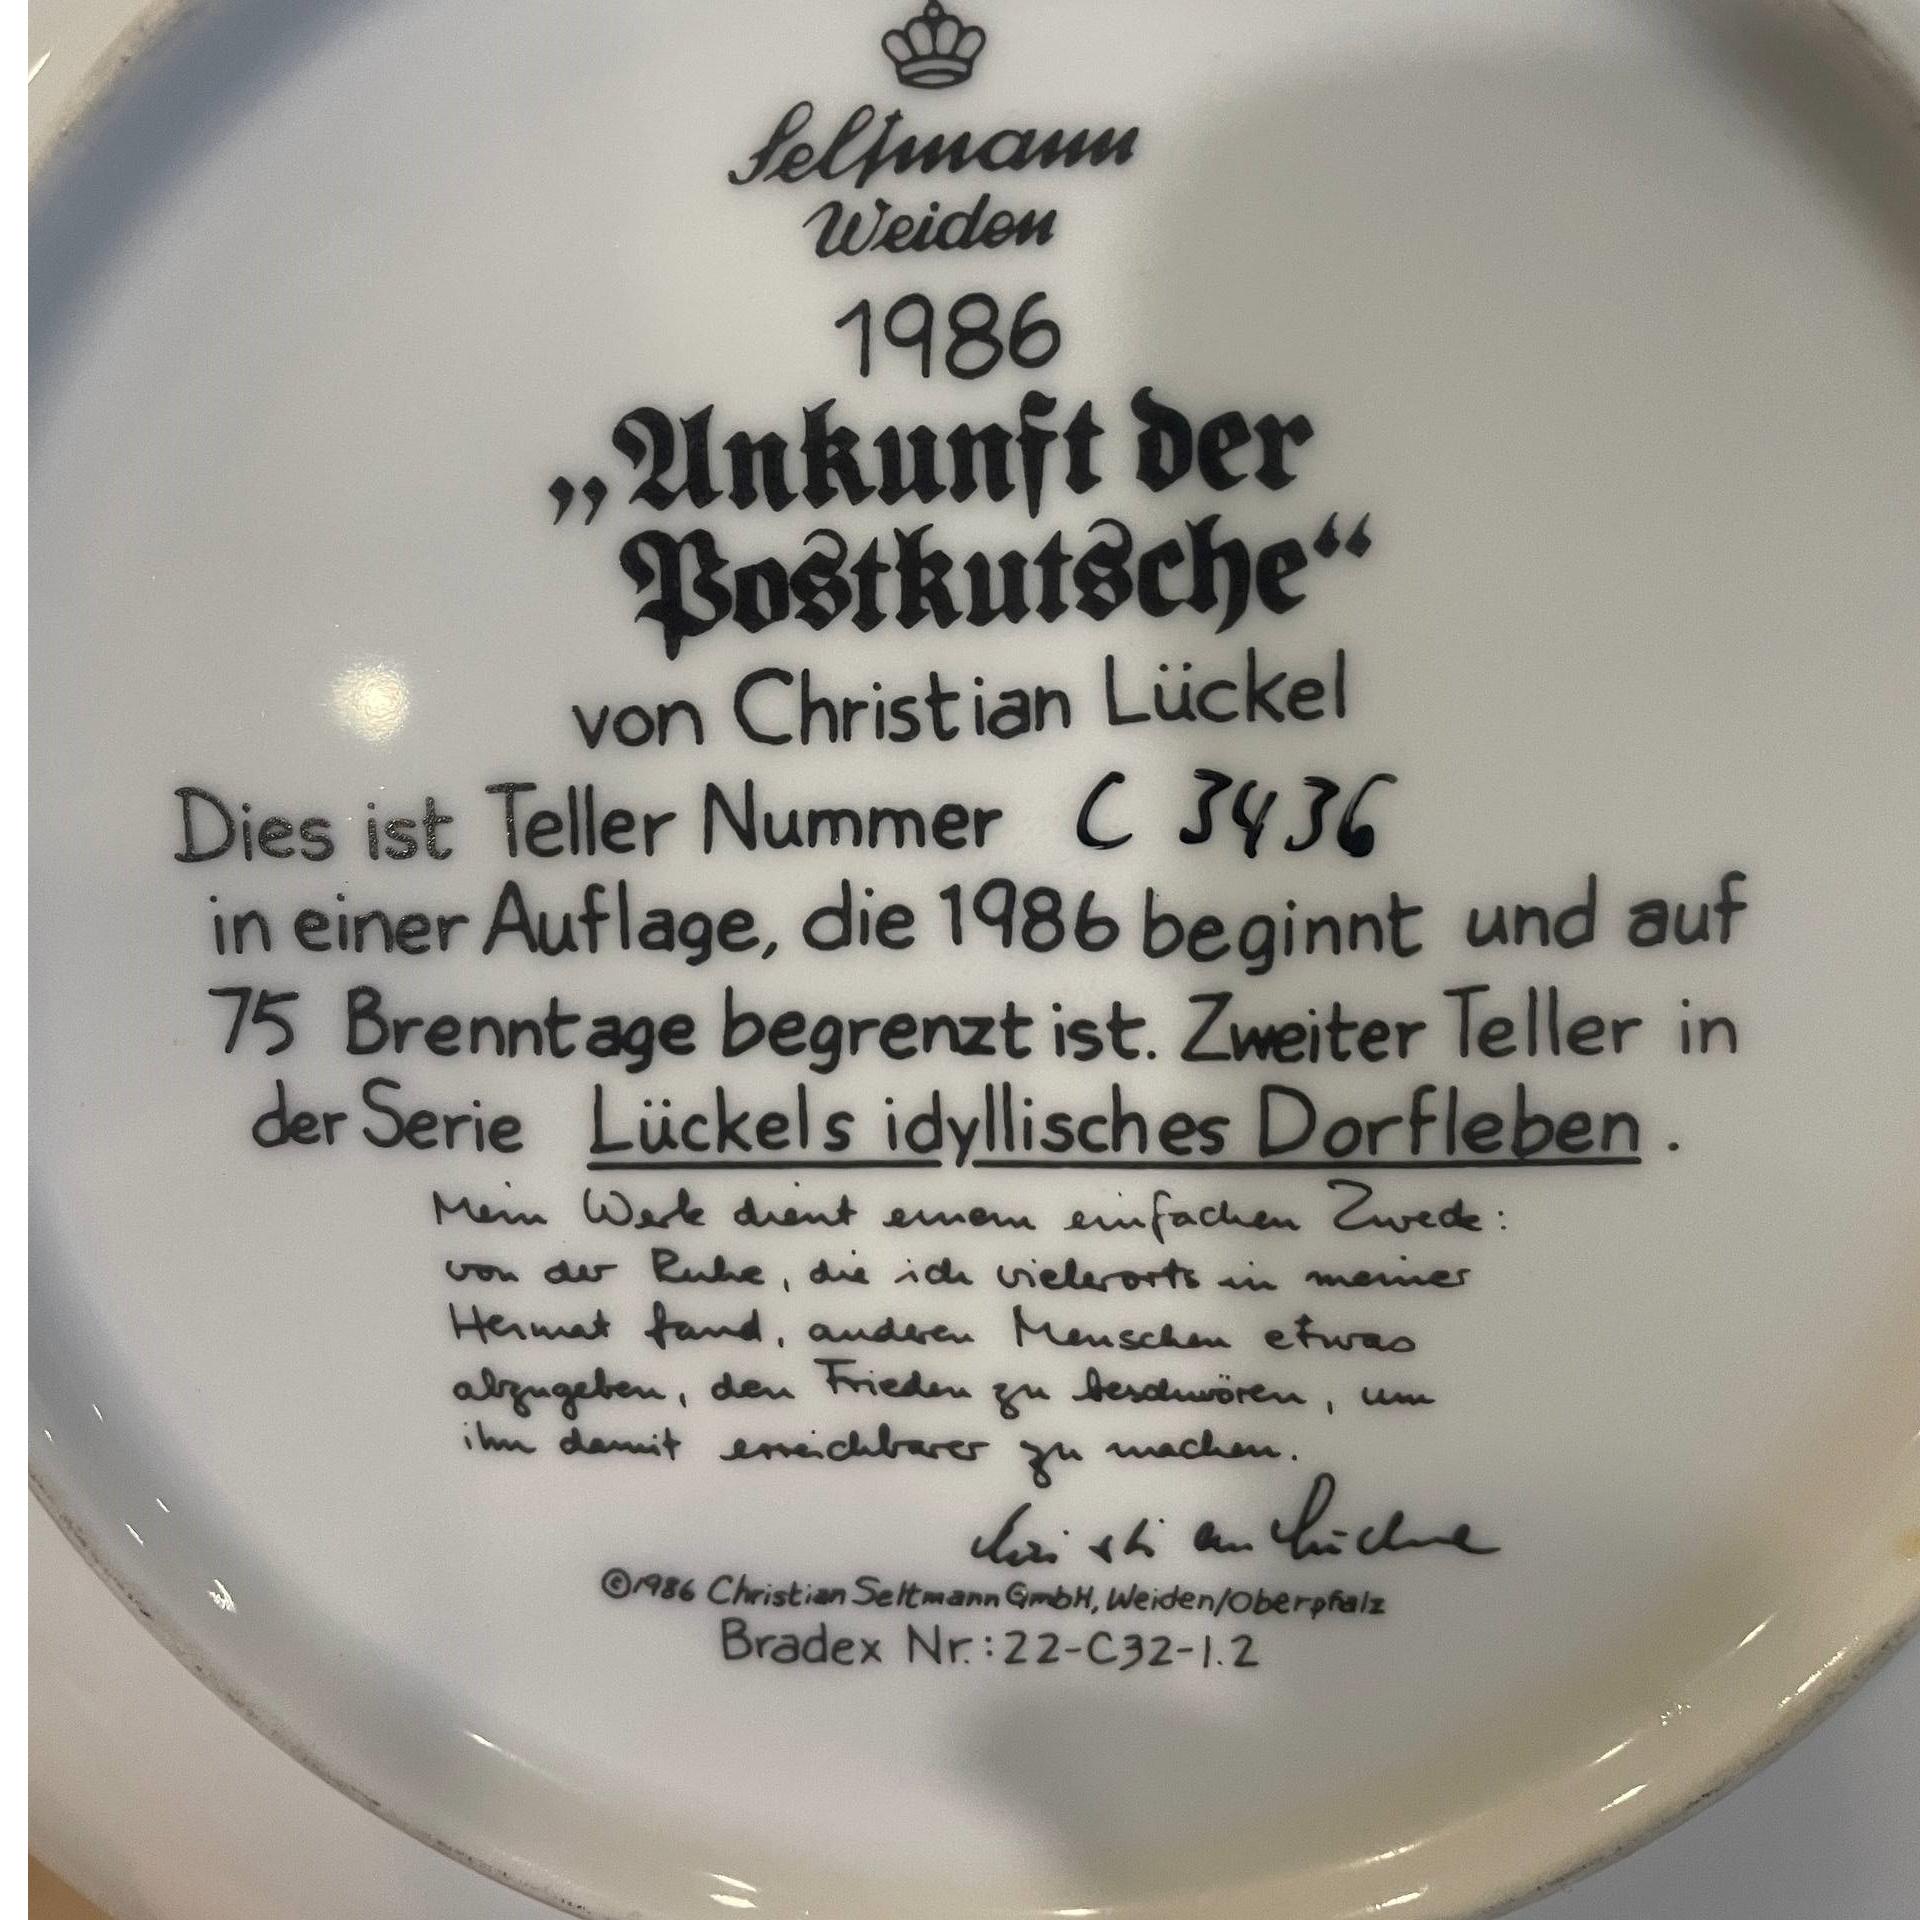 Seltmann
Weiden
1986
„Ankunft der
Postkutsche“
von Christian Lückel
Dies ist Teller Nummer C 3436
in einer Auflage, die 1986 beginnt und auf
75 Brenntage begrenzt ist. Zweiter Teller in
der Serie Lückels idyllisches Dorfleben.
Mein Werk dient einem einfachen Zwecke:
von der Ruhe, die ich vielerorts in meiner
Heimat fand, anderen Menschen etwas
abzugeben, den Frieden zu beschwören, um
ihn damit erreichbarer zu machen.
Christian Lückel
©1986 Christian Seltmann GmbH, Weiden/Oberpfalz
Bradex Nr.:22-C32-1.2